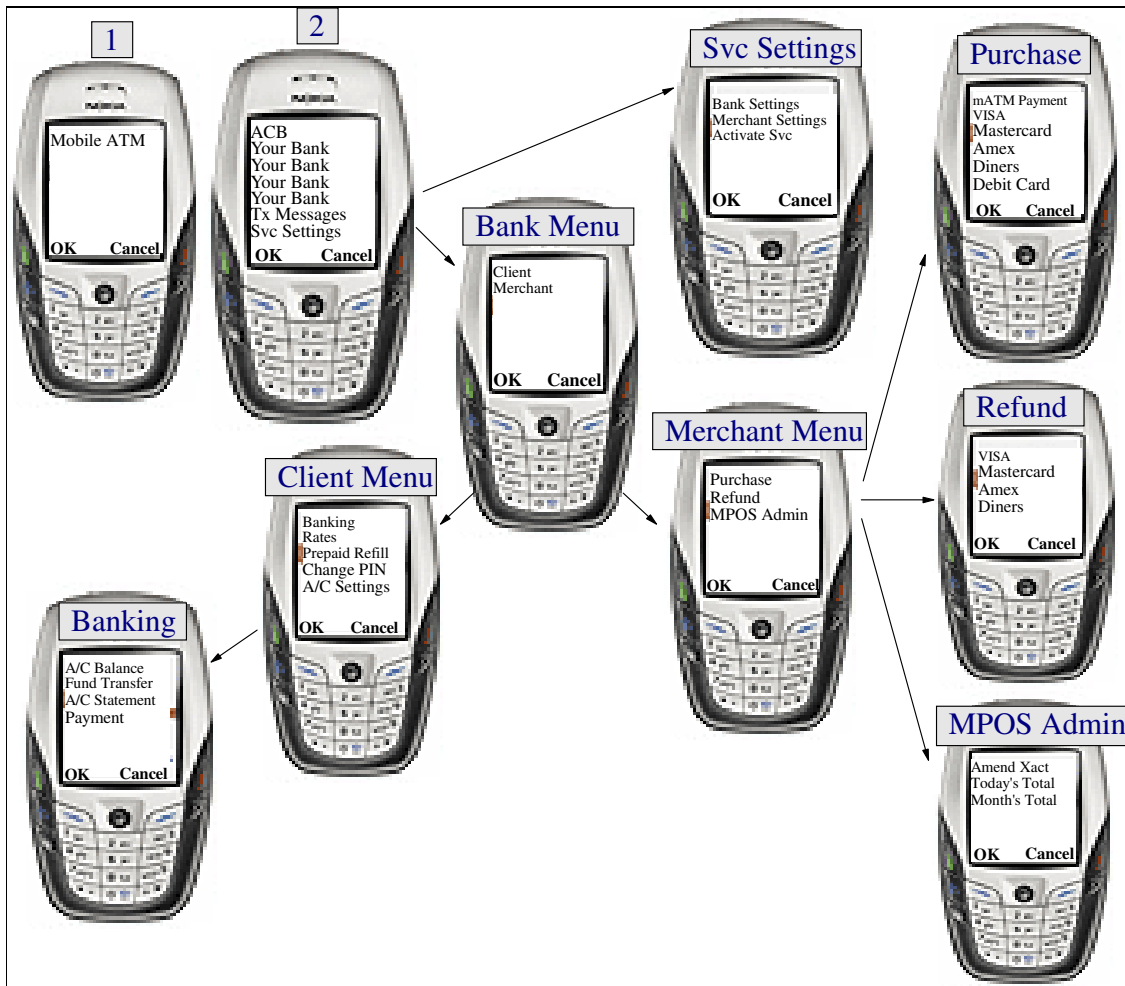 1
Mobile ATM
OK Cancel
2
ACB
Your Bank
Your Bank
Your Bank
Your Bank
Tx Messages
Svc Settings
OK Cancel
Svc Settings
Bank Settings
Merchant Settings
Activate Svc
OK Cancel
Purchase
mATM Payment
VISA
Mastercard
Amex
Diners
Debit Card
OK Cancel
Bank Menu
Client
Merchant
OK Cancel
Client Menu
Banking
Rates
Prepaid Refill
Change PIN
A/C Settings
OK Cancel
Merchant Menu
Purchase
Refund
MPOS Admin
OK Cancel
Refund
VISA
Mastercard
Amex
Diners
OK Cancel
Banking
A/C Balance
Fund Transfer
A/C Statement
Payment
OK Cancel
MPOS Admin
Amend Xact
Today's Total
Month's Total
OK Cancel